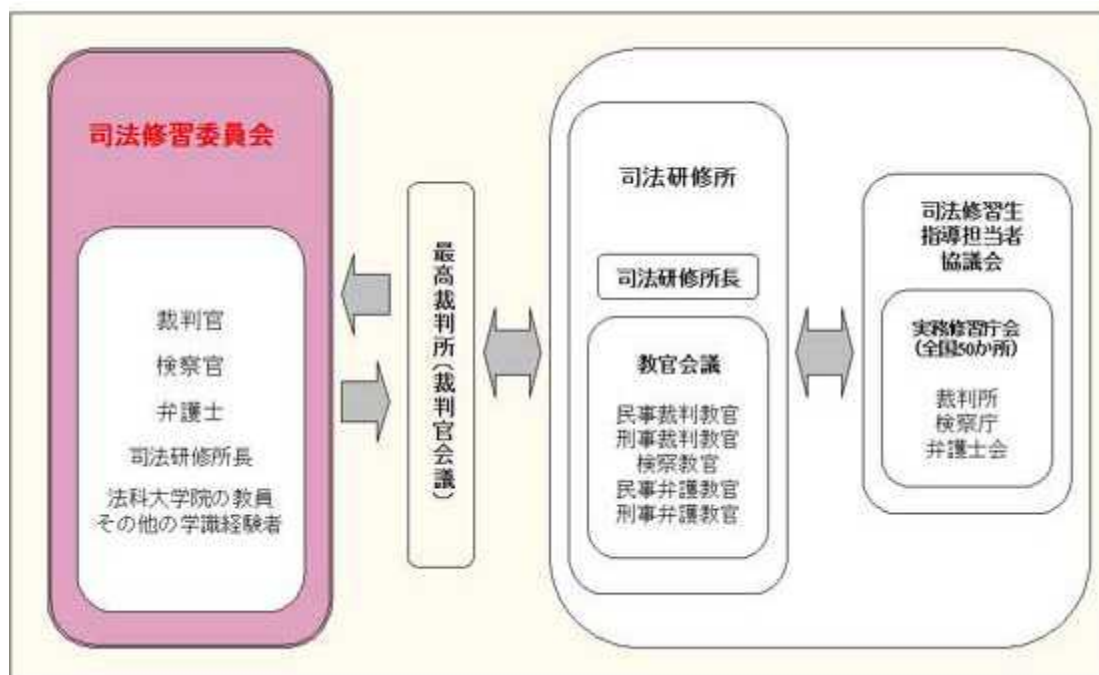 司法修習委員会
裁判官
検察官
弁護士
司法研修所長
法科大学院の教員
その他の学識経験者
最高裁判所(裁判官会議)
司法研修所
司法研修所長
教官会議
民事裁判教官
刑事裁判教官
検察教官
民事弁護教官
刑事弁護教官
司法修習生
指導担当者
協議会
実務修習庁会
(全国50か所)
裁判所
検察庁
弁護士会